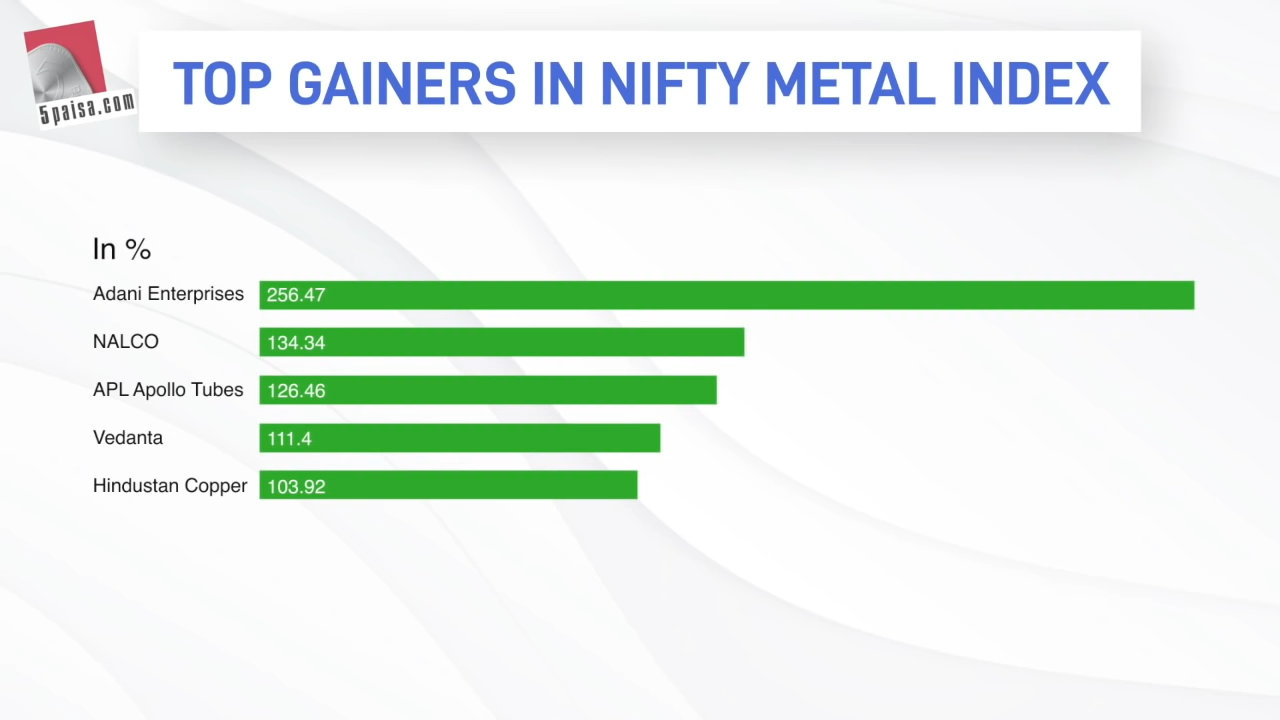 5paisa.com
TOP GAINERS IN NIFTY METAL INDEX
In %
Adani Enterprises 256.47
NALCO 134.34
APL Apollo Tubes 126.46
Vedanta 111.4
Hindustan Copper 103.92